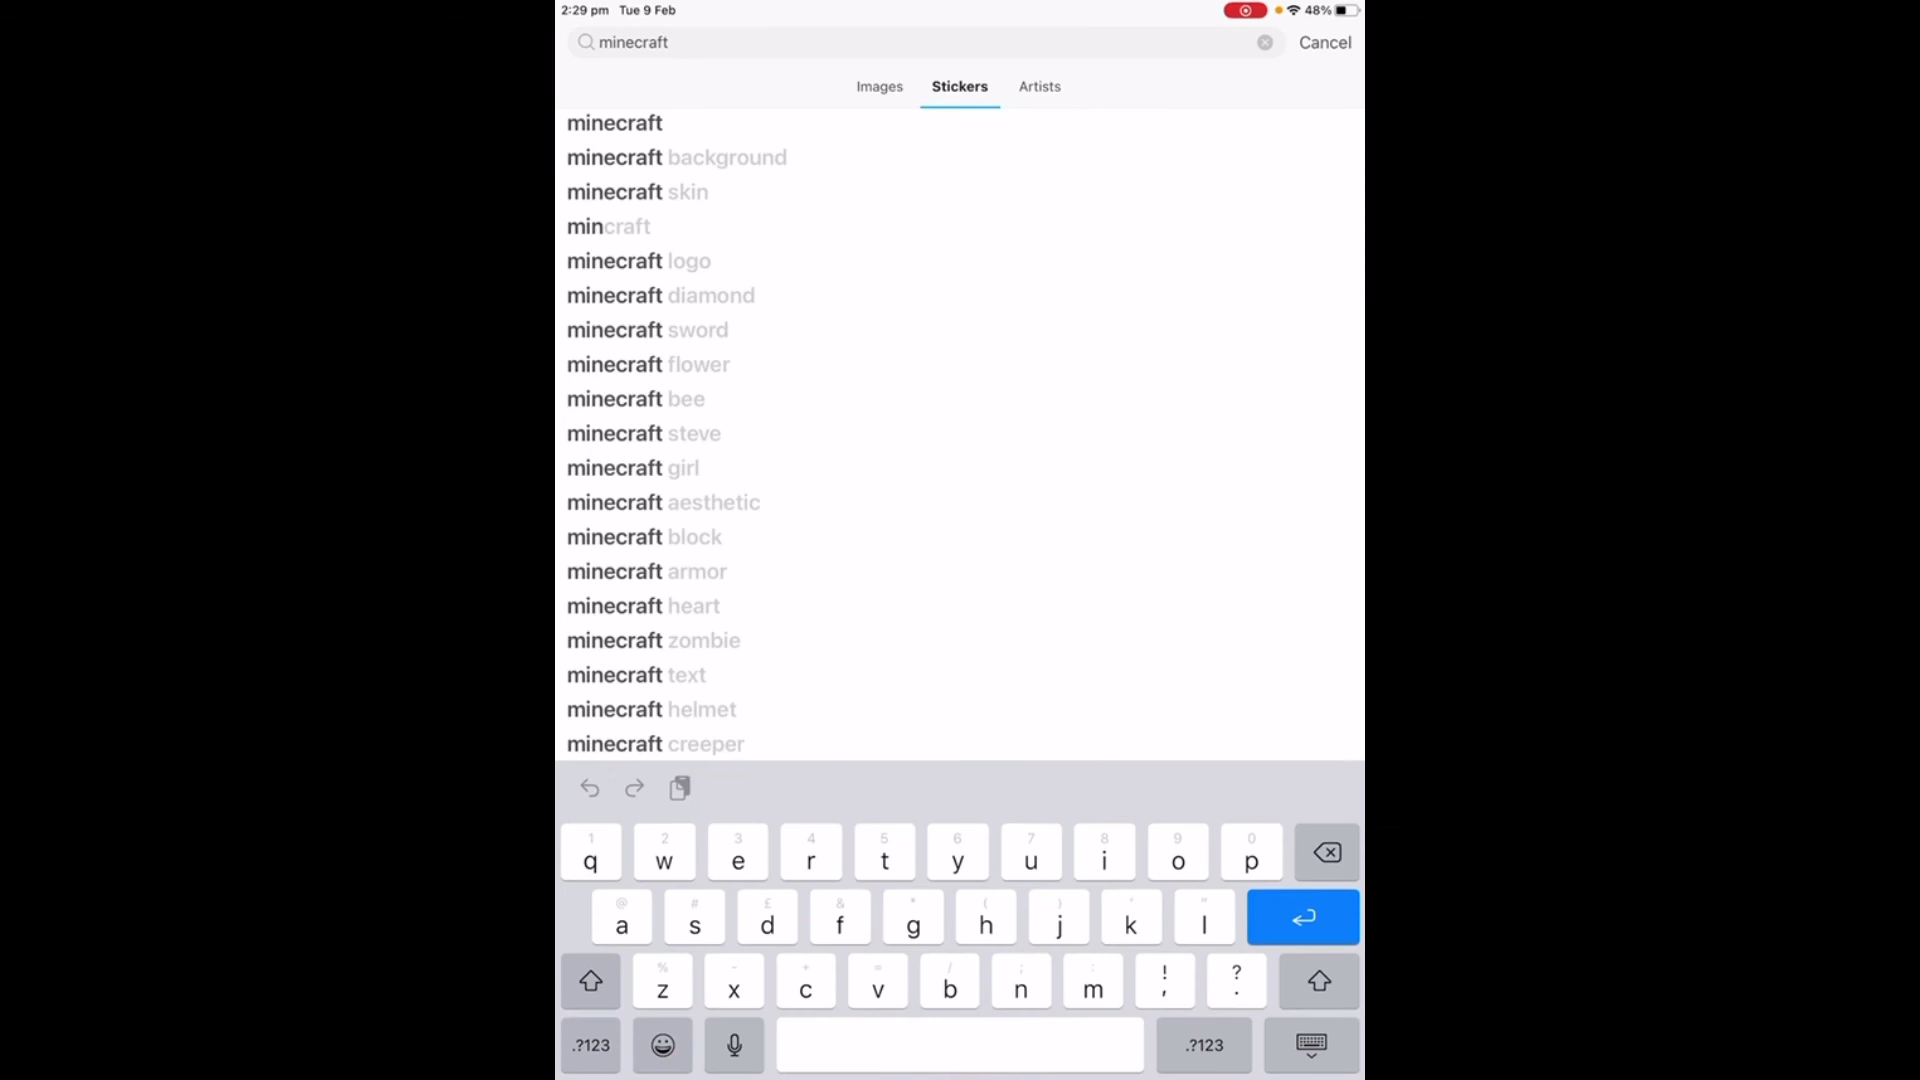 2:29 pm Tue 9 Feb 48%
minecraft Cancel
Images Stickers Artists
minecraft
minecraft background
minecraft skin
mincraft
minecraft logo
minecraft diamond
minecraft sword
minecraft flower
minecraft bee
minecraft steve
minecraft girl
minecraft aesthetic
minecraft block
minecraft armor
minecraft heart
minecraft zombie
minecraft text
minecraft helmet
minecraft creeper
1 2 3 4 5 6 7 8 9 0
q w e r t y u i o p
@ # £ & * ( ) ' "
a s d f g h j k l
% - + = / ; : ! ?
z x c v b n m , .
.?123 .?123